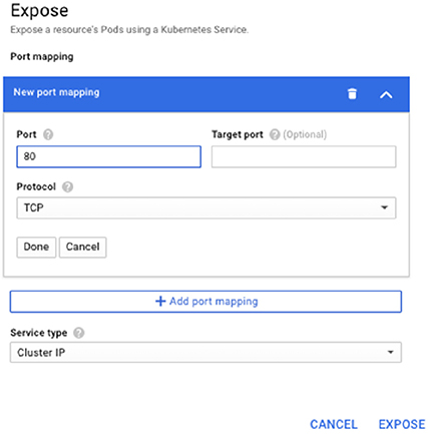 Expose
Expose a resource's Pods using a Kubernetes Service.
Port mapping
New port mapping
Port ? Target port ? (Optional)
80
Protocol ?
TCP
Done Cancel
+ Add port mapping
Service type ?
Cluster IP
CANCEL EXPOSE